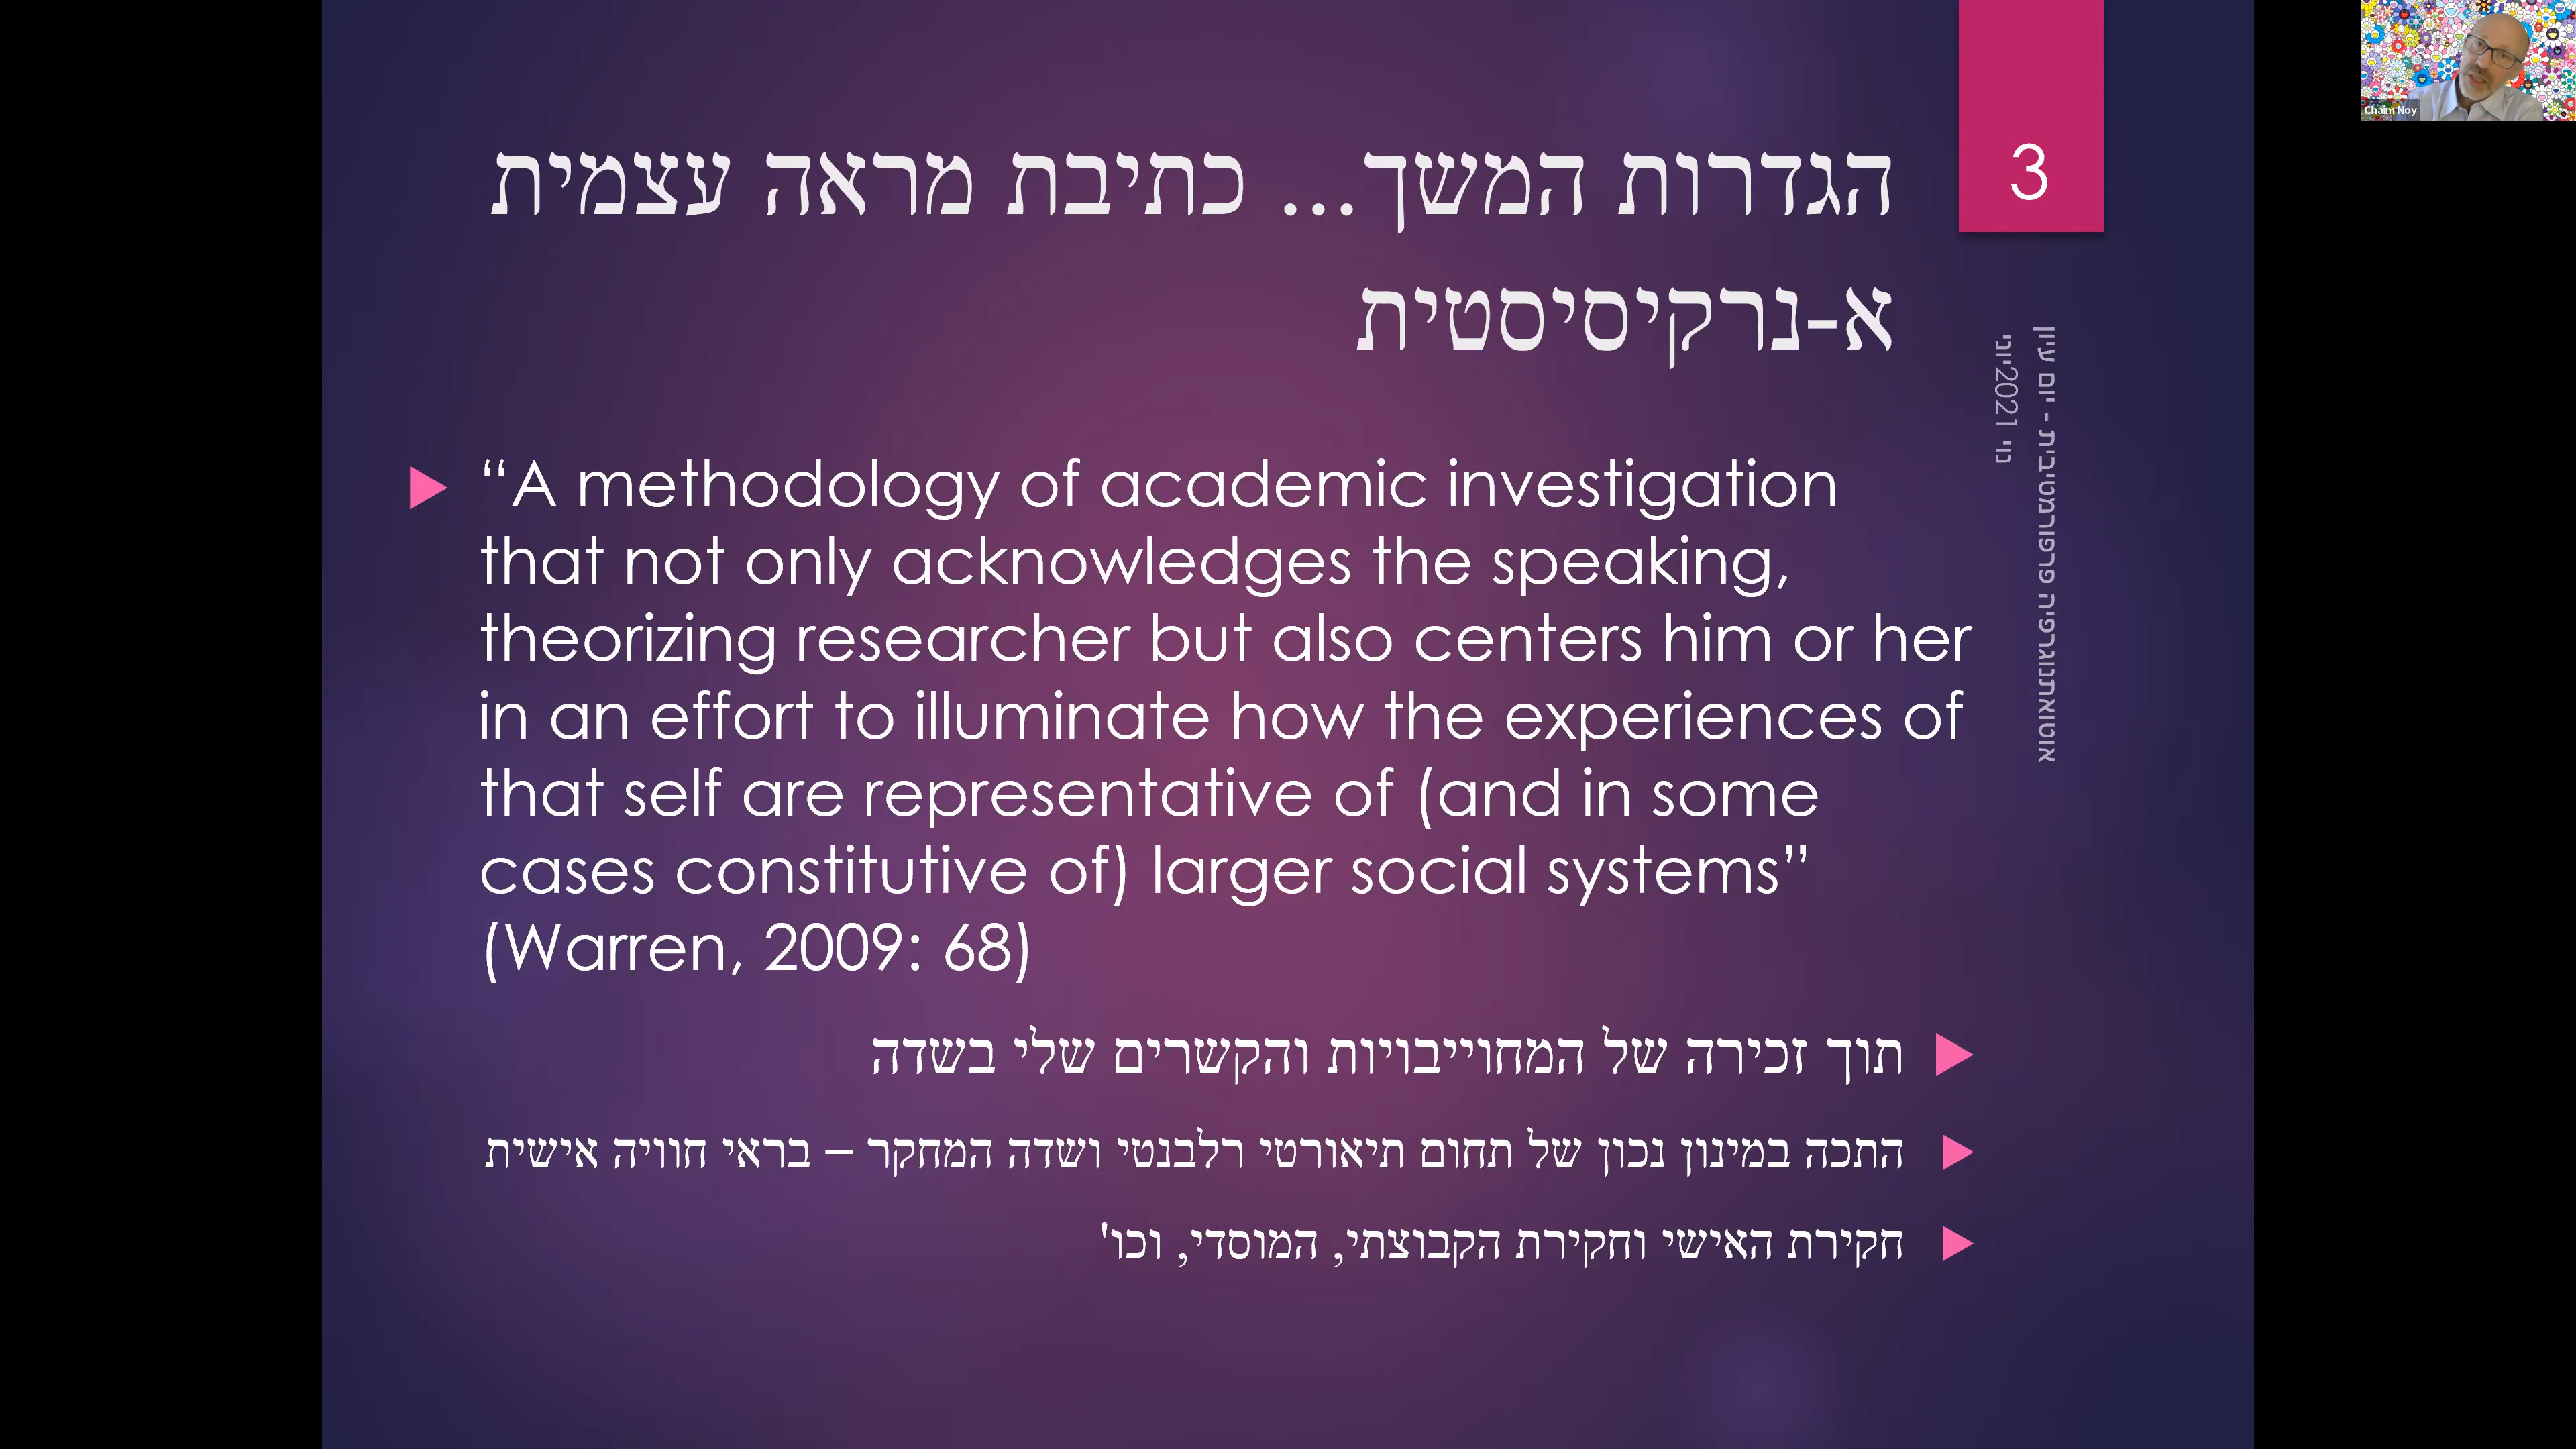 הגדרות המשך... כתיבת מראה עצמית
א-נרקיסיסטית
3
“A methodology of academic investigation
that not only acknowledges the speaking,
theorizing researcher but also centers him or her
in an effort to illuminate how the experiences of
that self are representative of (and in some
cases constitutive of) larger social systems”
(Warren, 2009: 68)
תוך זכירה של המחוייבויות והקשרים שלי בשדה
התכה במינון נכון של תחום תיאורטי רלבנטי ושדה המחקר – בראי חוויה אישית
חקירת האישי וחקירת הקבוצתי, המוסדי, וכו'
אוטואתנוגרפיה פרפורמטיבית - יום עיון
נוי 2021יוני
Chaim Noy